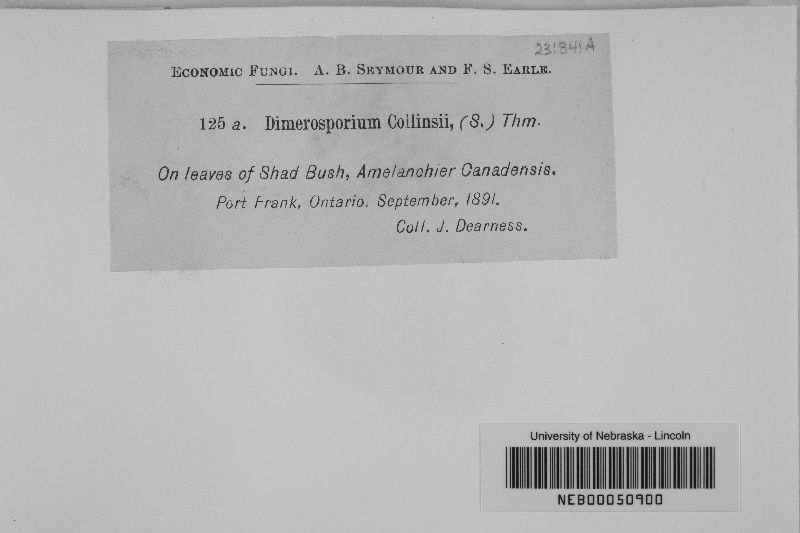 231841A
Economic Fungi. A. B. Seymour and F. S. Earle.
125 a. Dimerosporium Collinsii, (S.) Thm.
On leaves of Shad Bush, Amelanchier Canadensis.
Port Frank, Ontario. September, 1891.
Coll. J. Dearness.
University of Nebraska - Lincoln
NEB00050900